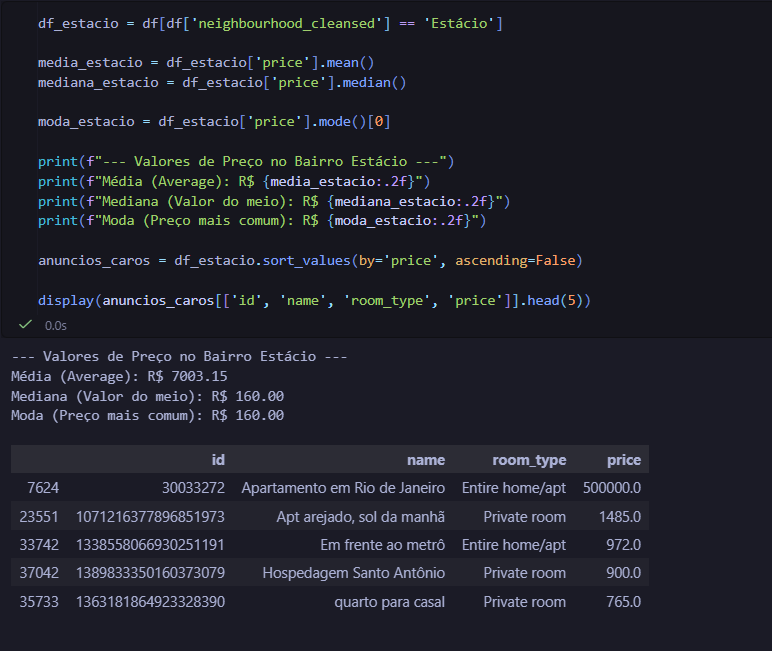 df_estacio = df[df['neighbourhood_cleansed'] == 'Estácio']
media_estacio = df_estacio['price'].mean()
mediana_estacio = df_estacio['price'].median()
moda_estacio = df_estacio['price'].mode()[0]
print(f"--- Valores de Preço no Bairro Estácio ---")
print(f"Média (Average): R$ {media_estacio:.2f}")
print(f"Mediana (Valor do meio): R$ {mediana_estacio:.2f}")
print(f"Moda (Preço mais comum): R$ {moda_estacio:.2f}")
anuncios_caros = df_estacio.sort_values(by='price', ascending=False)
display(anuncios_caros[['id', 'name', 'room_type', 'price']].head(5))
0.0s
--- Valores de Preço no Bairro Estácio ---
Média (Average): R$ 7003.15
Mediana (Valor do meio): R$ 160.00
Moda (Preço mais comum): R$ 160.00
id name room_type price
7624 30033272 Apartamento em Rio de Janeiro Entire home/apt 500000.0
23551 1071216377896851973 Apt arejado, sol da manhã Private room 1485.0
33742 1338558066930251191 Em frente ao metrô Entire home/apt 972.0
37042 1389833350160373079 Hospedagem Santo Antônio Private room 900.0
35733 1363181864923328390 quarto para casal Private room 765.0